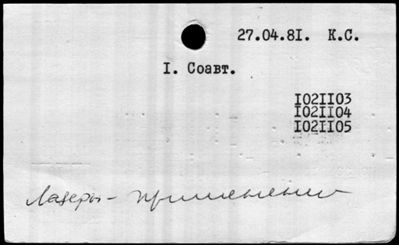 27.04.81. К.С.
I. Соавт.
I02II03
I02II04
I02II05
Лазеры - применение